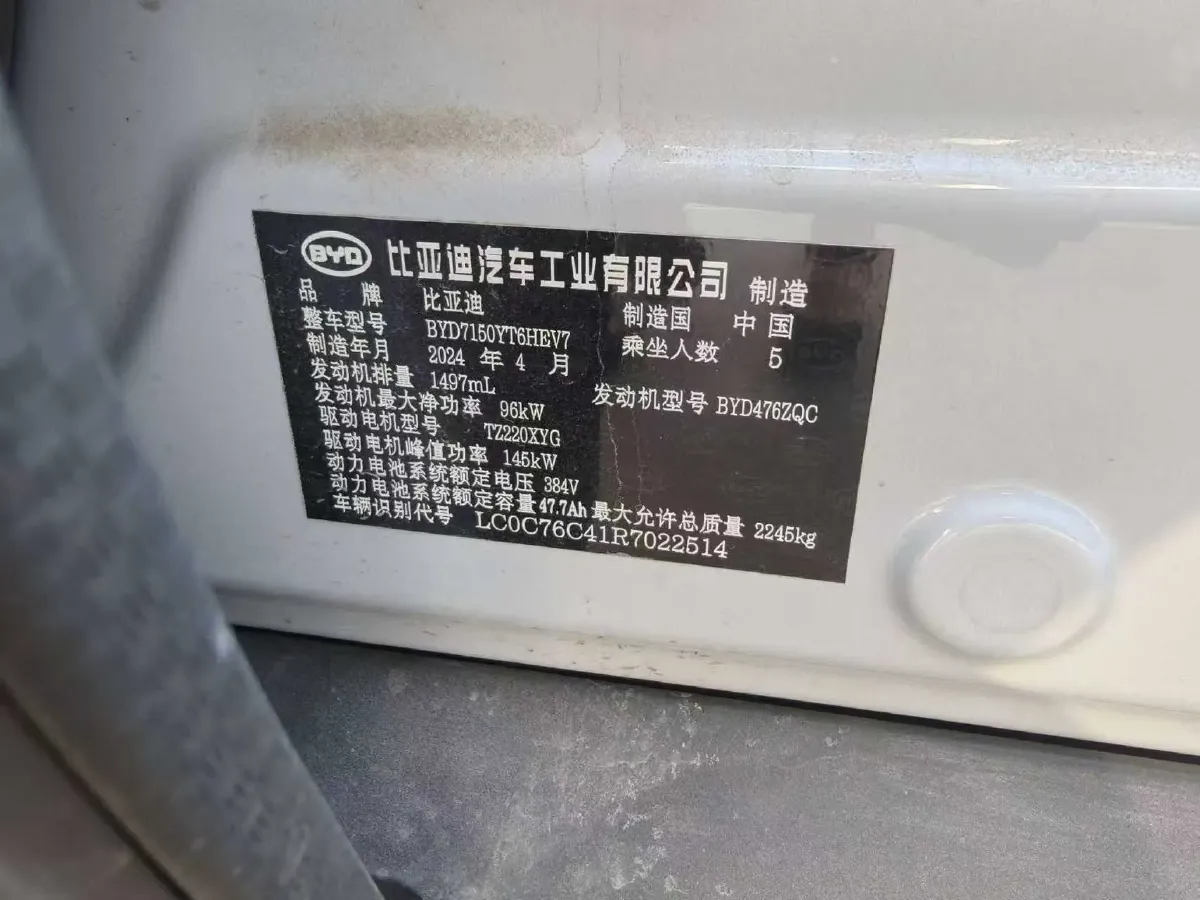 BYD 比亚迪汽车工业有限公司 制造
品 牌 比亚迪 制造国 中国
整车型号 BYD7150YT6HEV7 乘坐人数 5
制造年月 2024 年 4 月
发动机排量 1497mL 发动机型号 BYD476ZQC
发动机最大净功率 96kW
驱动电机型号 TZ220XYG
驱动电机峰值功率 145kW
动力电池系统额定电压 384V
动力电池系统额定容量 47.7Ah 最大允许总质量 2245kg
车辆识别代号 LC0C76C41R7022514